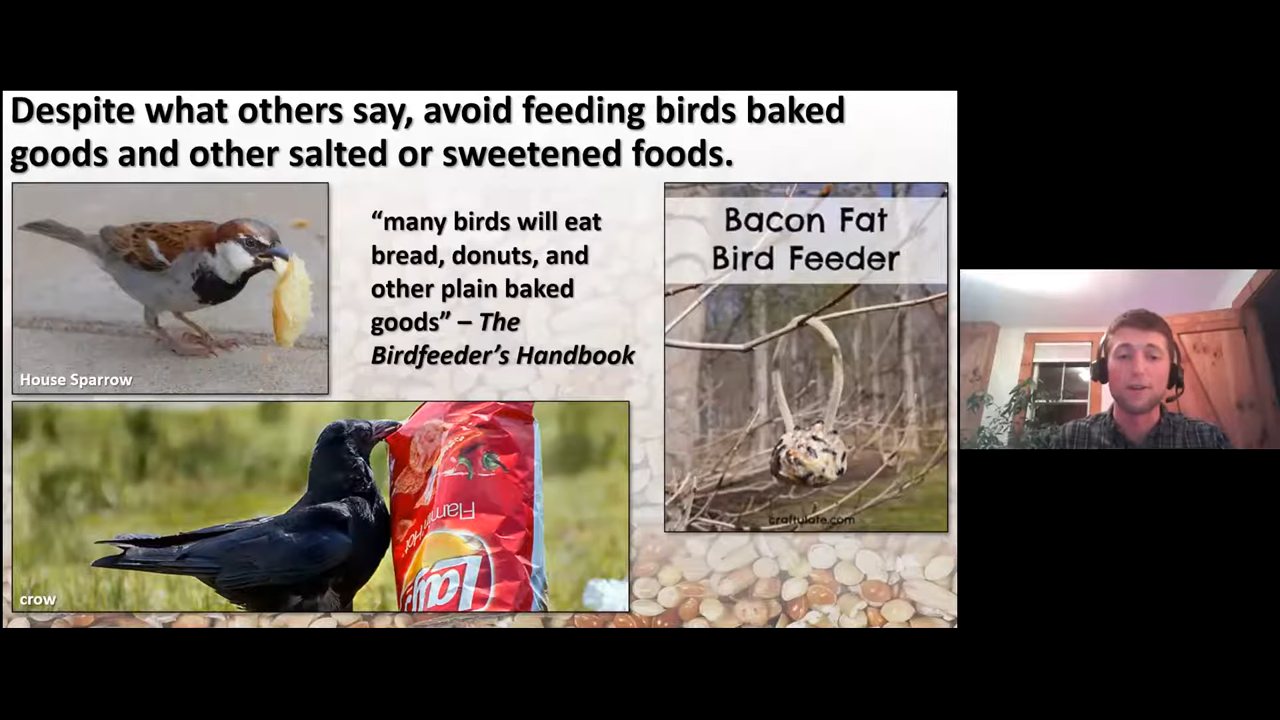 Despite what others say, avoid feeding birds baked
goods and other salted or sweetened foods.
House Sparrow
“many birds will eat
bread, donuts, and
other plain baked
goods” – The
Birdfeeder’s Handbook
Bacon Fat
Bird Feeder
craftulate.com
Flamin' Hot
Lay's
crow